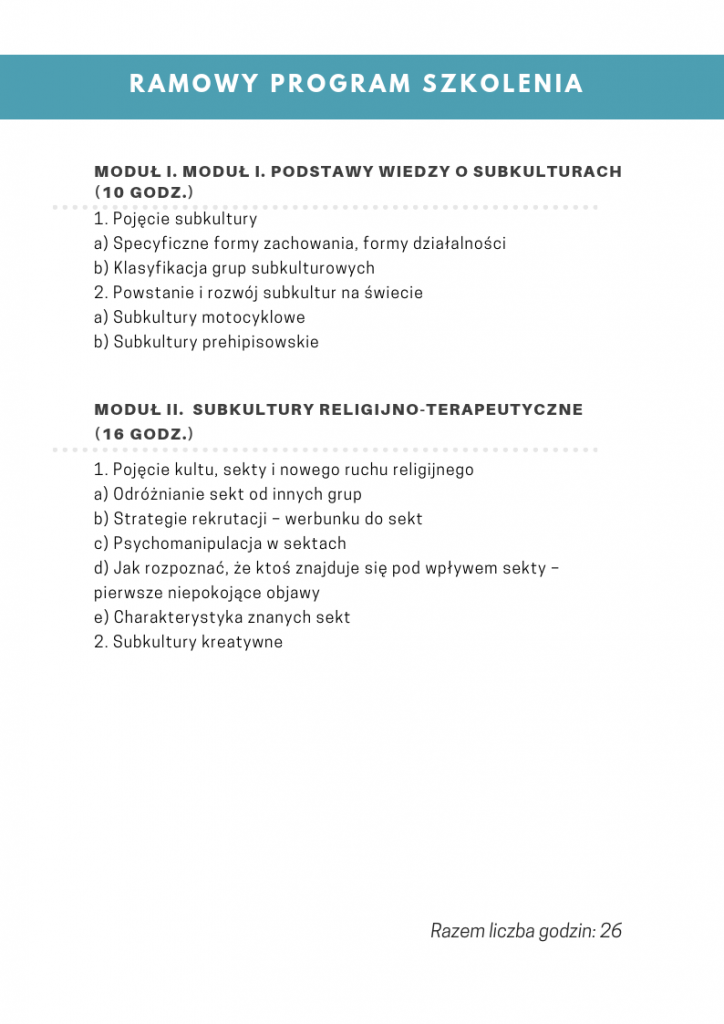 RAMOWY PROGRAM SZKOLENIA
MODUŁ I. MODUŁ I. PODSTAWY WIEDZY O SUBKULTURACH
(10 GODZ.)
1. Pojęcie subkultury
a) Specyficzne formy zachowania, formy działalności
b) Klasyfikacja grup subkulturowych
2. Powstanie i rozwój subkultur na świecie
a) Subkultury motocyklowe
b) Subkultury prehipisowskie
MODUŁ II. SUBKULTURY RELIGIJNO-TERAPEUTYCZNE
(16 GODZ.)
1. Pojęcie kultu, sekty i nowego ruchu religijnego
a) Odróżnianie sekt od innych grup
b) Strategie rekrutacji – werbunku do sekt
c) Psychomanipulacja w sektach
d) Jak rozpoznać, że ktoś znajduje się pod wpływem sekty –
pierwsze niepokojące objawy
e) Charakterystyka znanych sekt
2. Subkultury kreatywne
Razem liczba godzin: 26